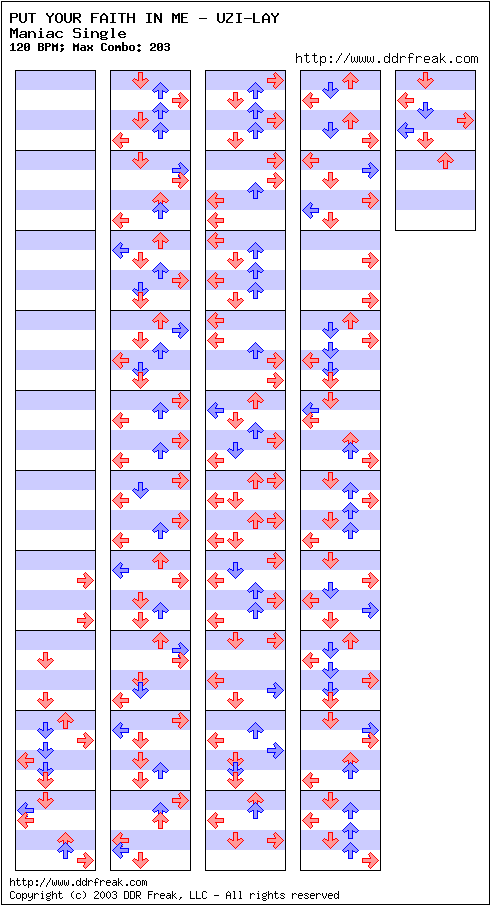 PUT YOUR FAITH IN ME - UZI-LAY
Maniac Single
120 BPM; Max Combo: 203
http://www.ddrfreak.com
http://www.ddrfreak.com
Copyright (c) 2003 DDR Freak, LLC - All rights reserved